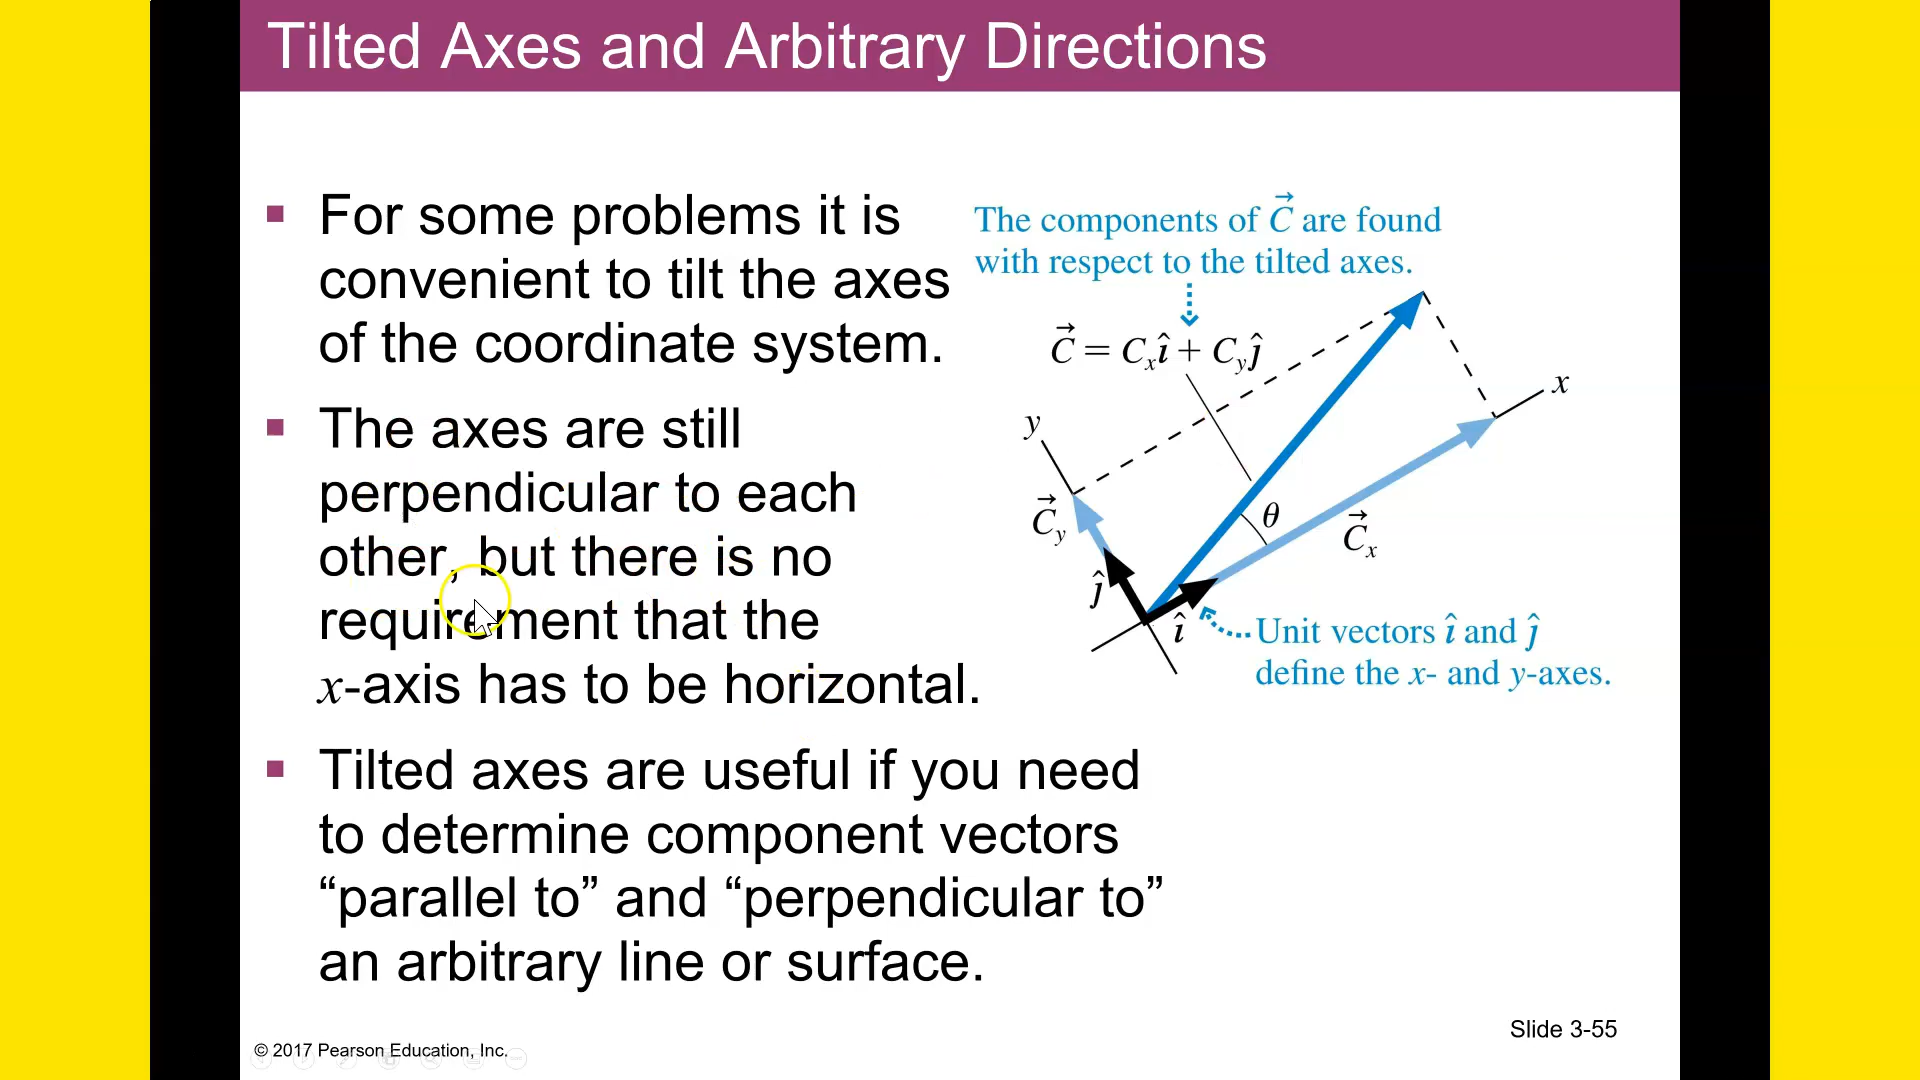 Tilted Axes and Arbitrary Directions
▪ For some problems it is
convenient to tilt the axes
of the coordinate system.
▪ The axes are still
perpendicular to each
other, but there is no
requirement that the
x-axis has to be horizontal.
▪ Tilted axes are useful if you need
to determine component vectors
“parallel to” and “perpendicular to”
an arbitrary line or surface.
The components of C⃗ are found
with respect to the tilted axes.
C⃗ = Cₓî + C_yĵ
x
y
θ
C⃗_y
C⃗ₓ
ĵ
î
Unit vectors î and ĵ
define the x- and y-axes.
Slide 3-55
© 2017 Pearson Education, Inc.